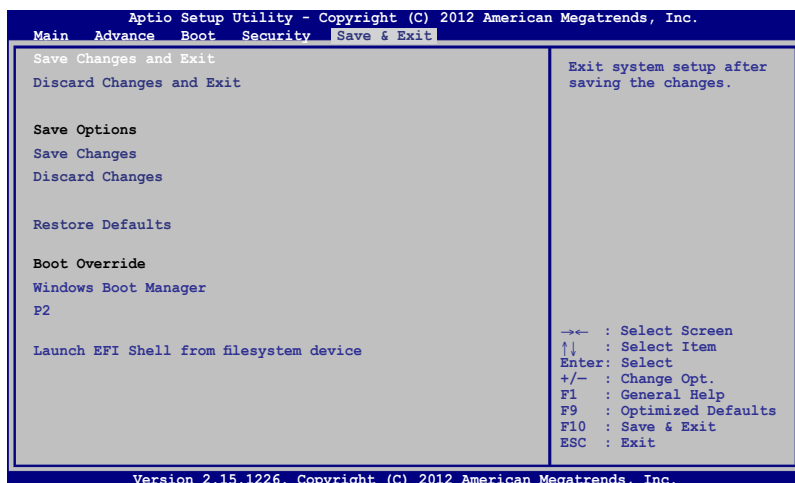 Aptio Setup Utility - Copyright (C) 2012 American Megatrends, Inc.
Main Advance Boot Security Save & Exit
Save Changes and Exit
Discard Changes and Exit
Save Options
Save Changes
Discard Changes
Restore Defaults
Boot Override
Windows Boot Manager
P2
Launch EFI Shell from filesystem device
Exit system setup after
saving the changes.
→← : Select Screen
↑↓ : Select Item
Enter: Select
+/— : Change Opt.
F1 : General Help
F9 : Optimized Defaults
F10 : Save & Exit
ESC : Exit
Version 2.15.1226. Copyright (C) 2012 American Megatrends, Inc.